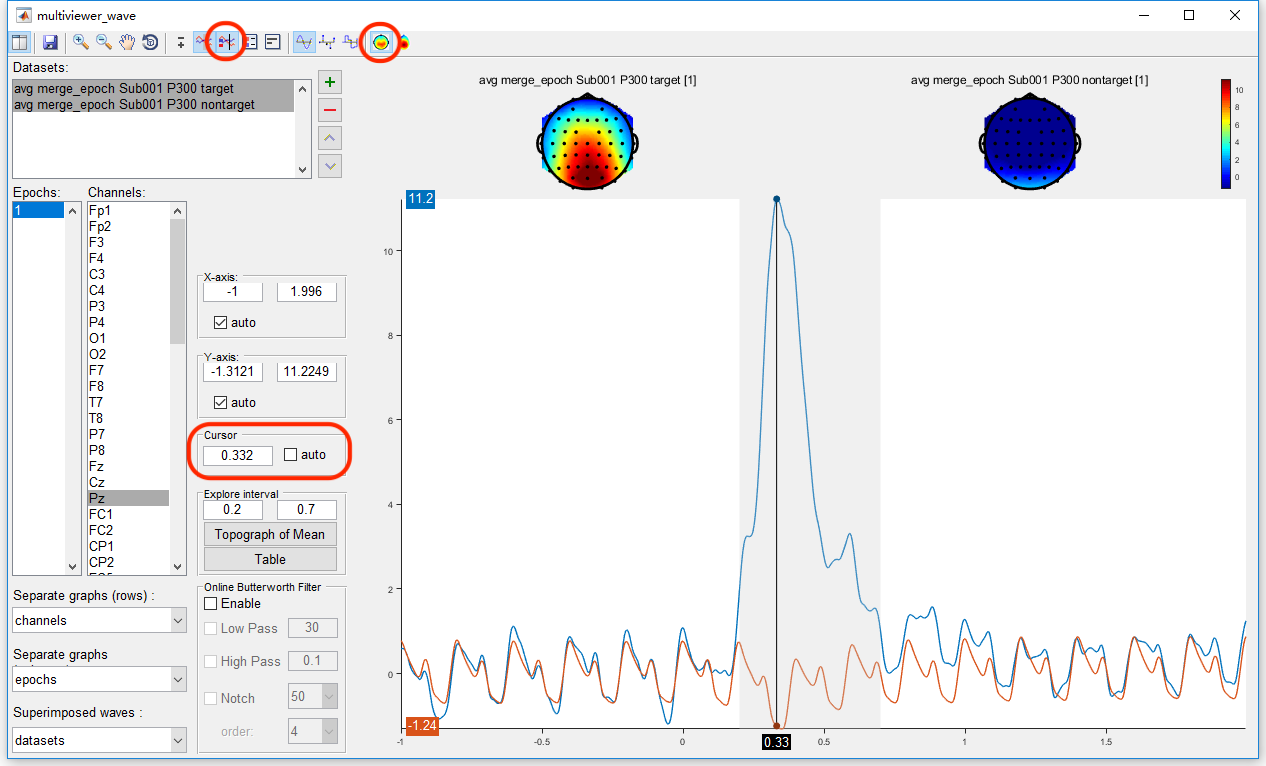 multiviewer_wave
Datasets:
avg merge_epoch Sub001 P300 target
avg merge_epoch Sub001 P300 nontarget
Epochs:
1
Channels:
Fp1
Fp2
F3
F4
C3
C4
P3
P4
O1
O2
F7
F8
T7
T8
P7
P8
Fz
Cz
Pz
FC1
FC2
CP1
CP2
X-axis:
-1 1.996
auto
Y-axis:
-1.3121 11.2249
auto
Cursor
0.332 auto
Explore interval
0.2 0.7
Topograph of Mean
Table
Online Butterworth Filter
Enable
Low Pass 30
High Pass 0.1
Notch 50
order: 4
Separate graphs (rows) :
channels
Separate graphs
epochs
Superimposed waves :
datasets
avg merge_epoch Sub001 P300 target [1]
avg merge_epoch Sub001 P300 nontarget [1]
10
8
6
4
2
0
11.2
10
8
6
4
2
0
-1.24
-1 -0.5 0 0.33 0.5 1 1.5